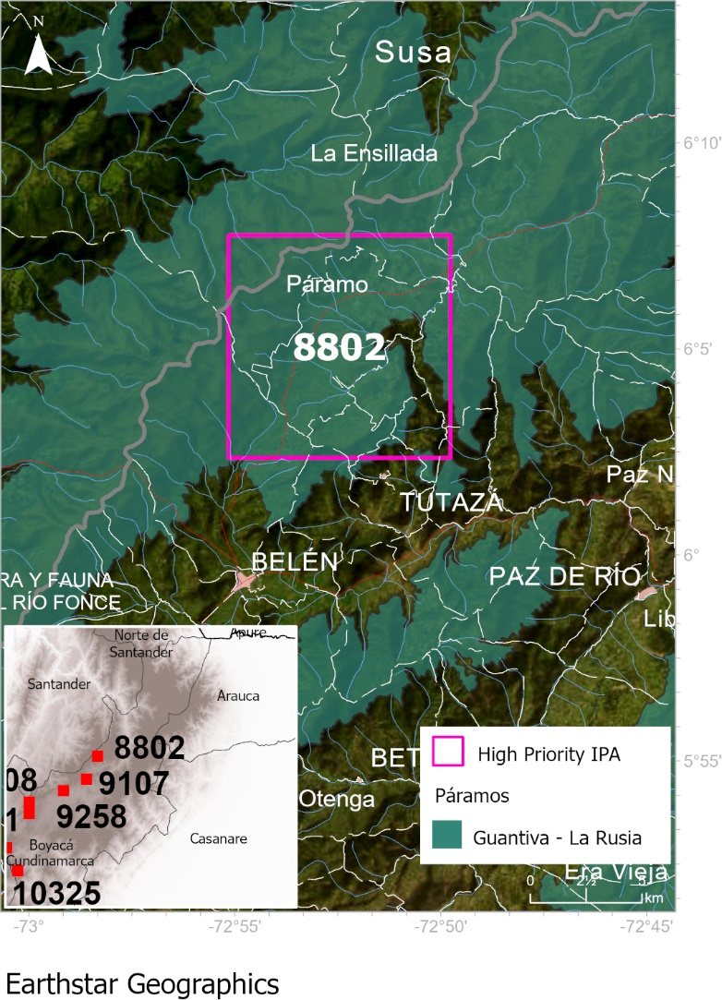 N
Susa
6°10'
La Ensillada
Páramo
8802
6°5'
Paz N
TUTAZÁ
6°
BELÉN
RA Y FAUNA
L RÍO FONCE
PAZ DE RÍO
Lib
Norte de
Santander
Apure
Santander
Arauca
8802
08
9107
1
9258
Boyacá
Cundinamarca
Casanare
10325
5°55'
BET
Otenga
High Priority IPA
Páramos
Guantiva - La Rusia
Era Vieja
0 2½ 5
km
-73° -72°55' -72°50' -72°45'
Earthstar Geographics